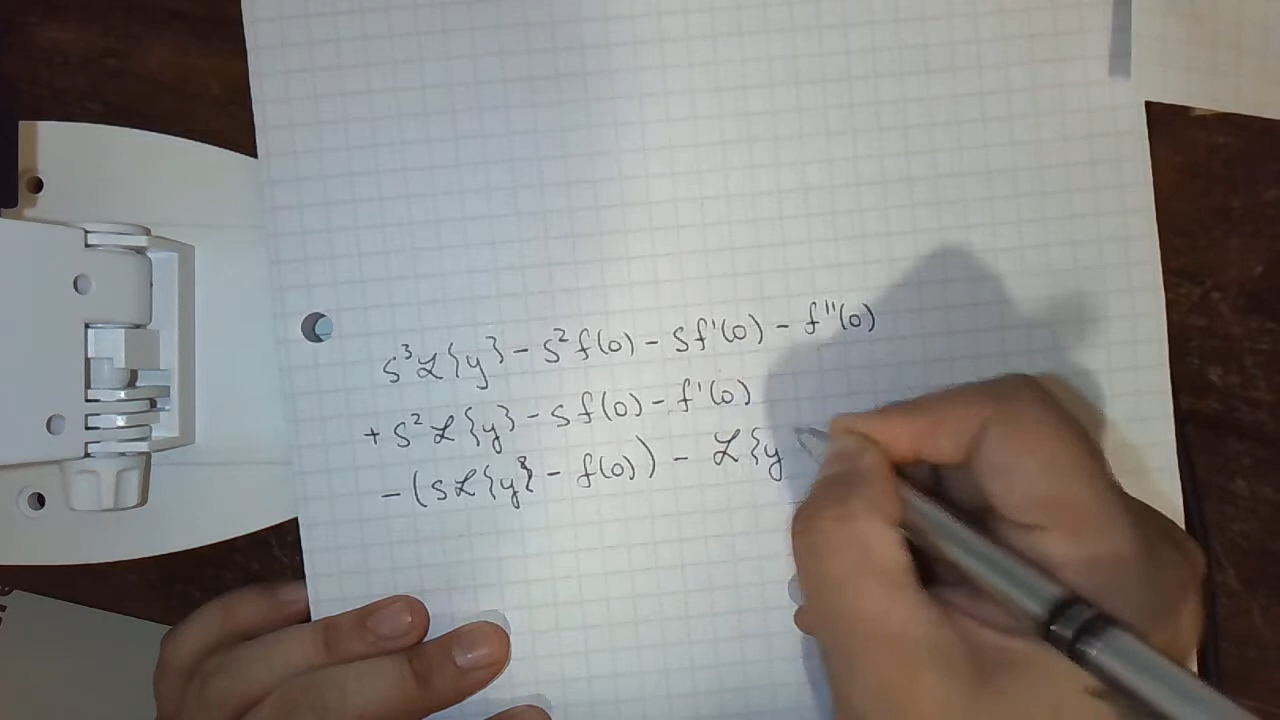 s³ℒ{y} - s²f(0) - sf'(0) - f''(0)
+ s²ℒ{y} - sf(0) - f'(0)
-(sℒ{y} - f(0)) - ℒ{y